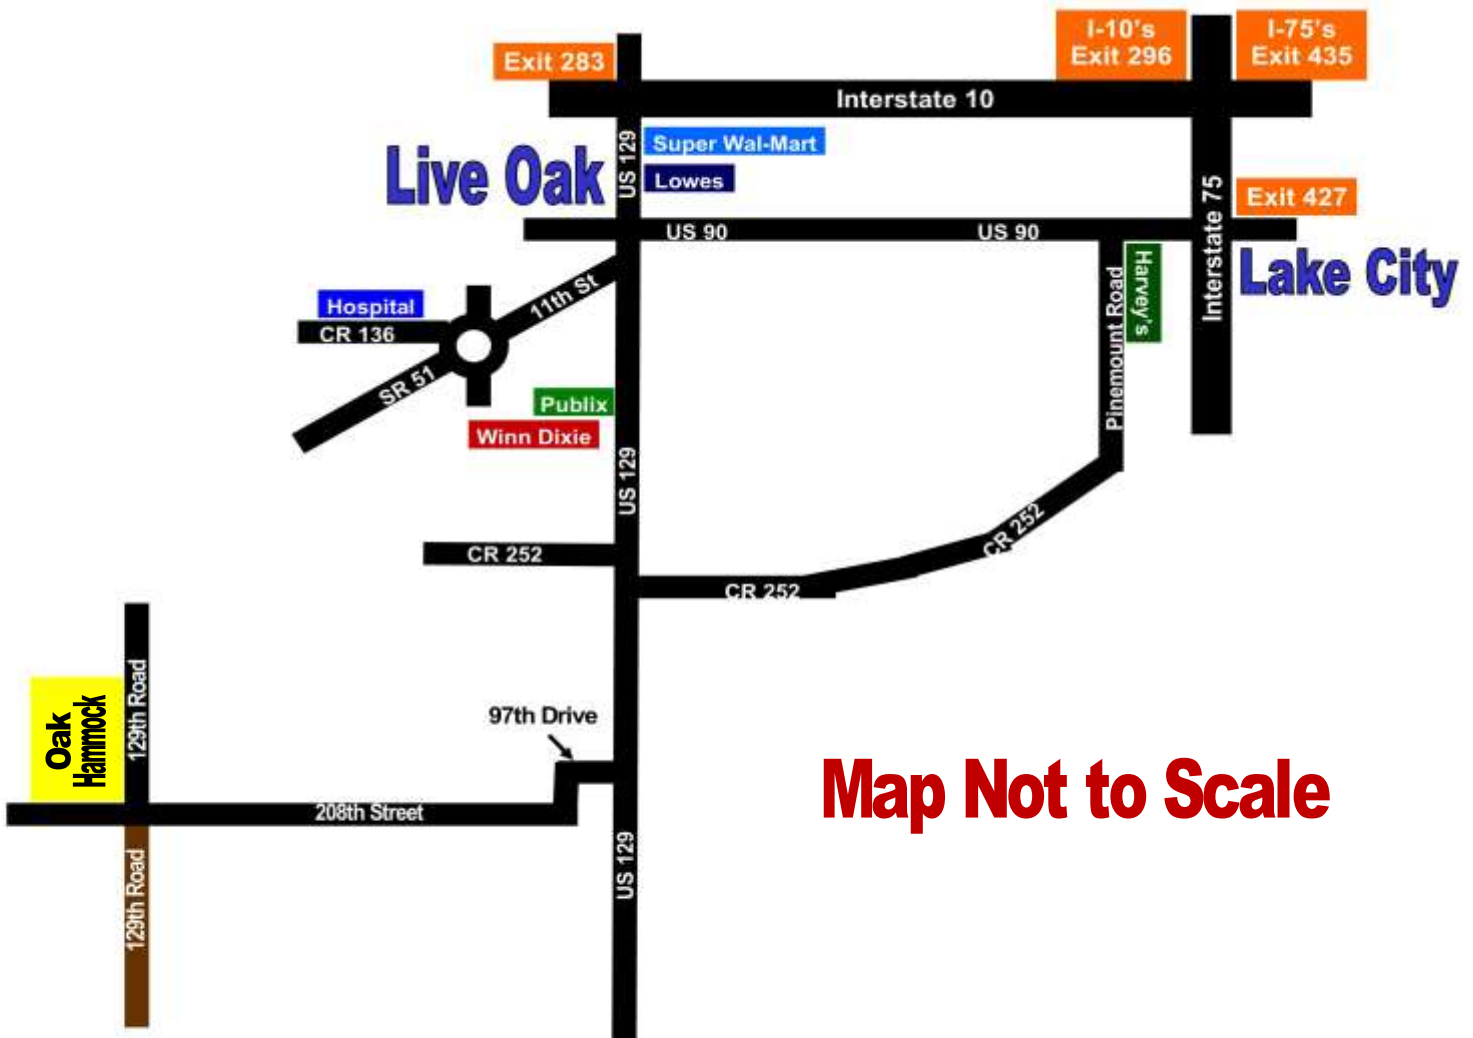 I-10's
Exit 296
I-75's
Exit 435
Exit 283
Interstate 10
US 129
Super Wal-Mart
Live Oak
Lowes
Interstate 75
Exit 427
US 90
US 90
Harvey's
Lake City
Pinemount Road
11th St
Hospital
CR 136
SR 51
Publix
Winn Dixie
US 129
CR 252
CR 252
CR 252
129th Road
Oak
Hammock
97th Drive
Map Not to Scale
208th Street
US 129
129th Road